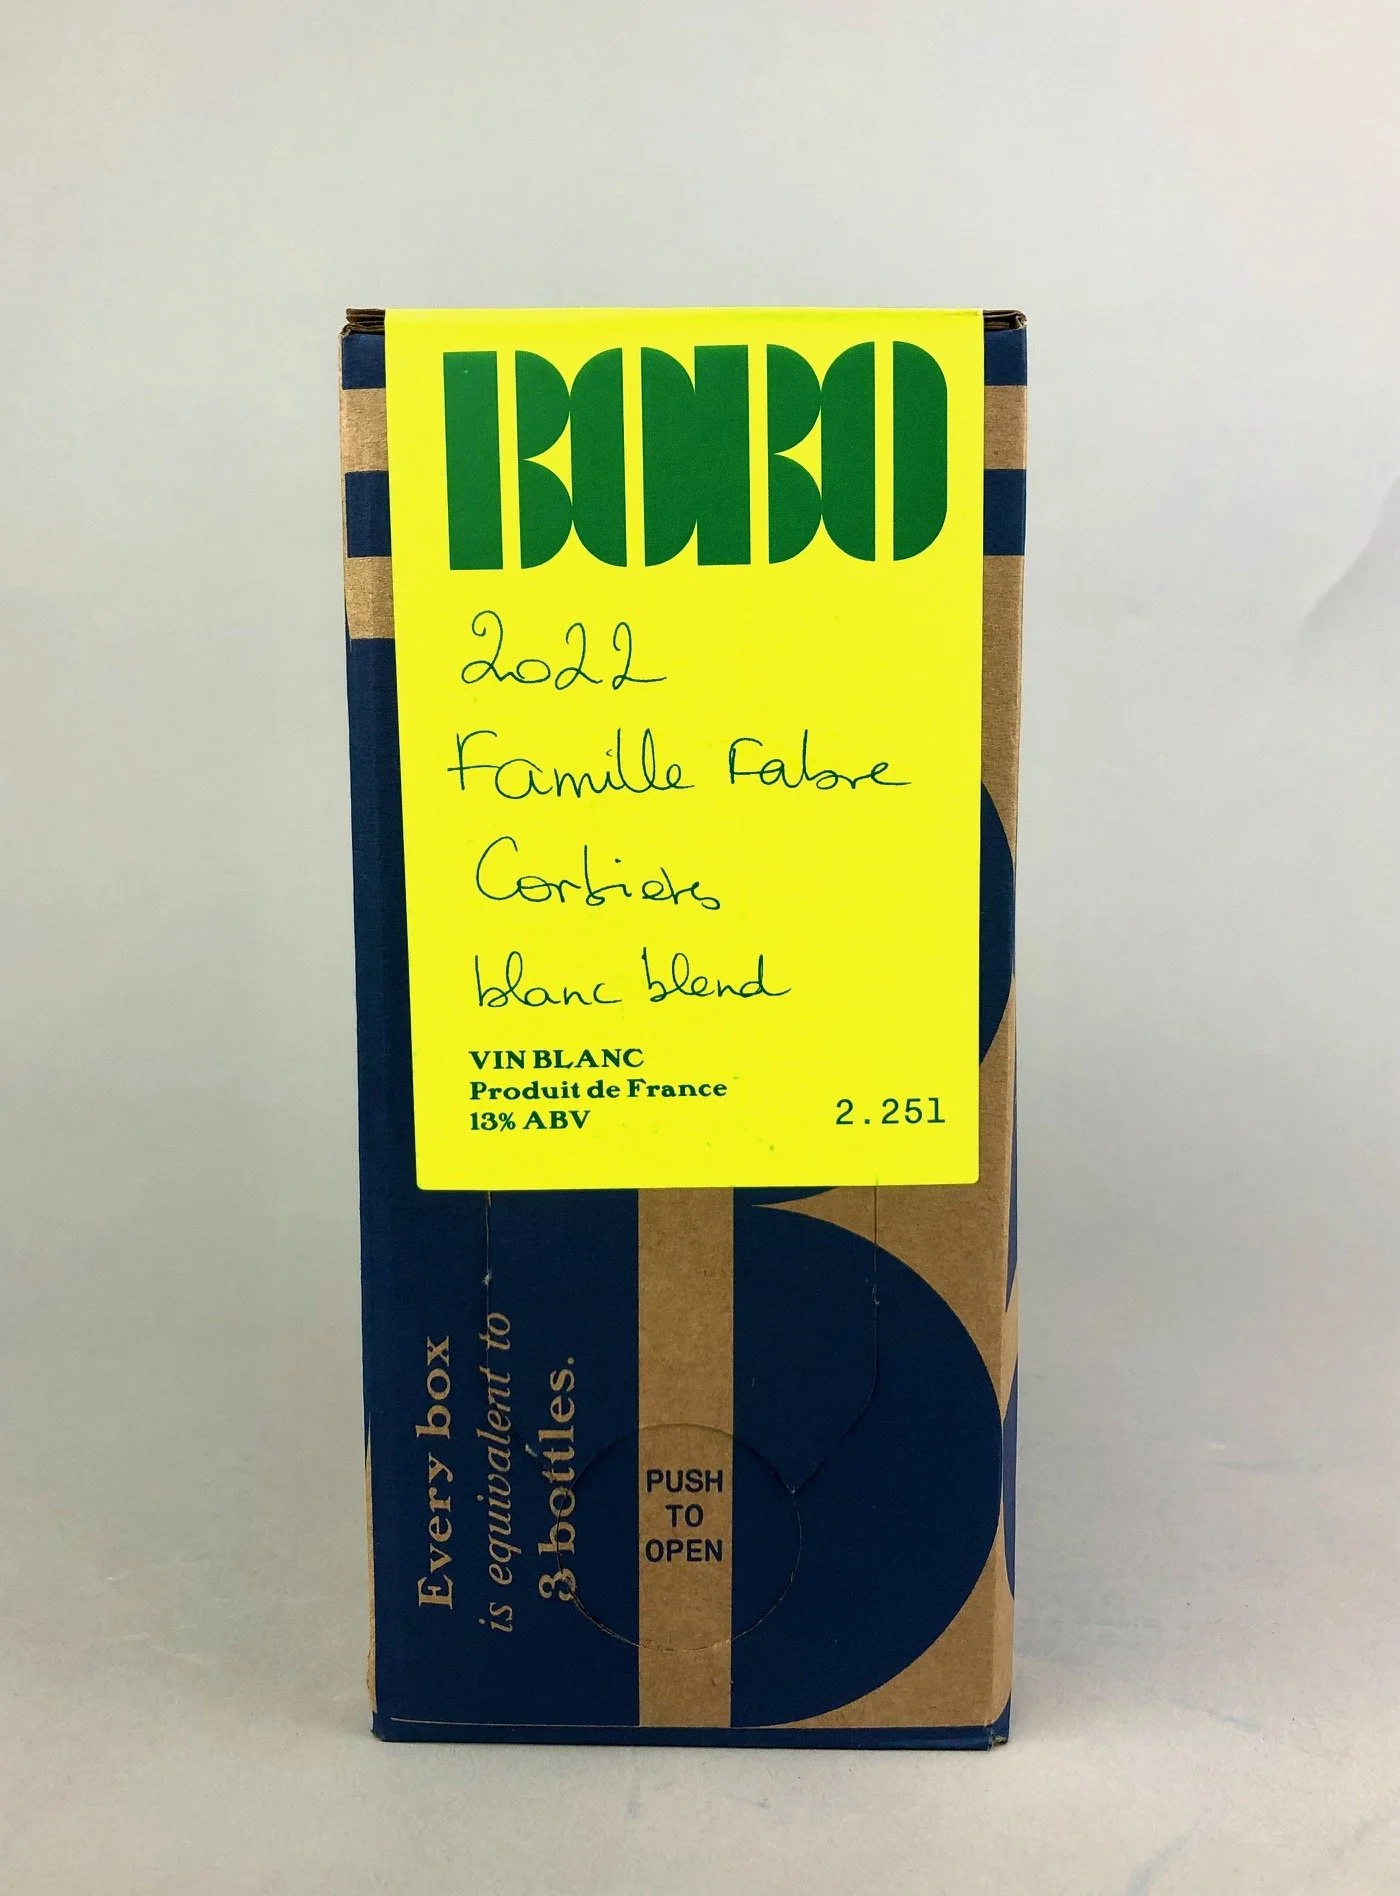 BOBO
2022
Famille Fabre
Corbieres
blanc blend
VIN BLANC
Produit de France
13% ABV
2.25l
Every box
is equivalent to
3 bottles.
PUSH
TO
OPEN